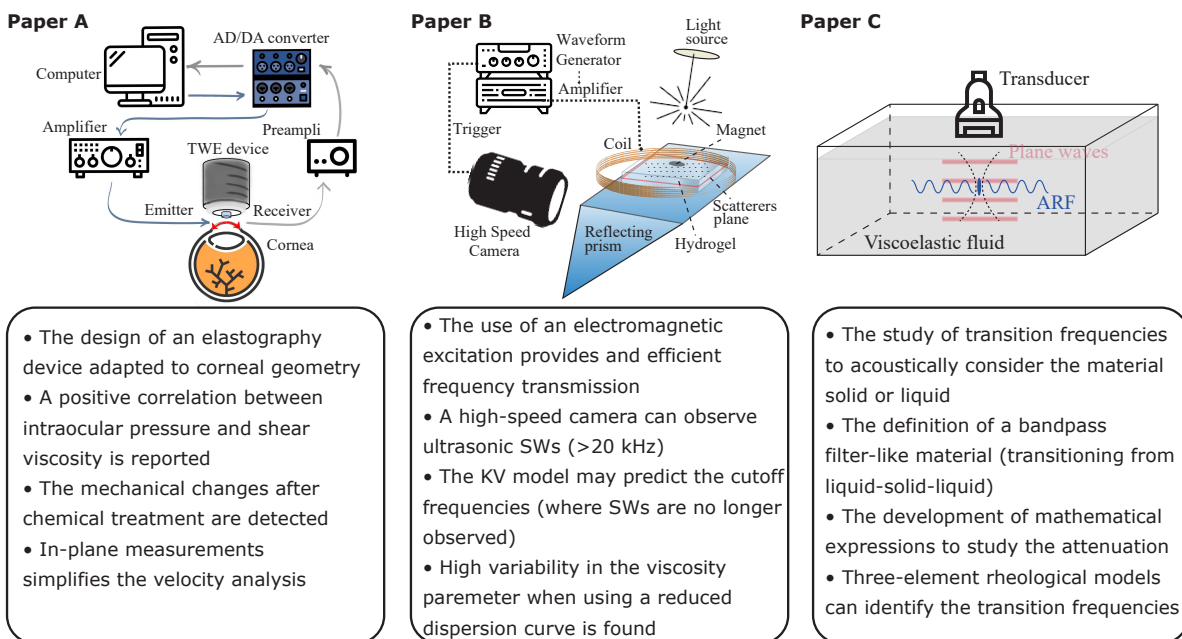 Paper A
Computer
AD/DA converter
Amplifier
Preampli
TWE device
Emitter
Receiver
Cornea
• The design of an elastography
device adapted to corneal geometry
• A positive correlation between
intraocular pressure and shear
viscosity is reported
• The mechanical changes after
chemical treatment are detected
• In-plane measurements
simplifies the velocity analysis
Paper B
Waveform
Generator
Light
source
Amplifier
Trigger
Magnet
Coil
High Speed
Camera
Reflecting
prism
Scatterers
plane
Hydrogel
• The use of an electromagnetic
excitation provides and efficient
frequency transmission
• A high-speed camera can observe
ultrasonic SWs (>20 kHz)
• The KV model may predict the cutoff
frequencies (where SWs are no longer
observed)
• High variability in the viscosity
paremeter when using a reduced
dispersion curve is found
Paper C
Transducer
Plane waves
ARF
Viscoelastic fluid
• The study of transition frequencies
to acoustically consider the material
solid or liquid
• The definition of a bandpass
filter-like material (transitioning from
liquid-solid-liquid)
• The development of mathematical
expressions to study the attenuation
• Three-element rheological models
can identify the transition frequencies